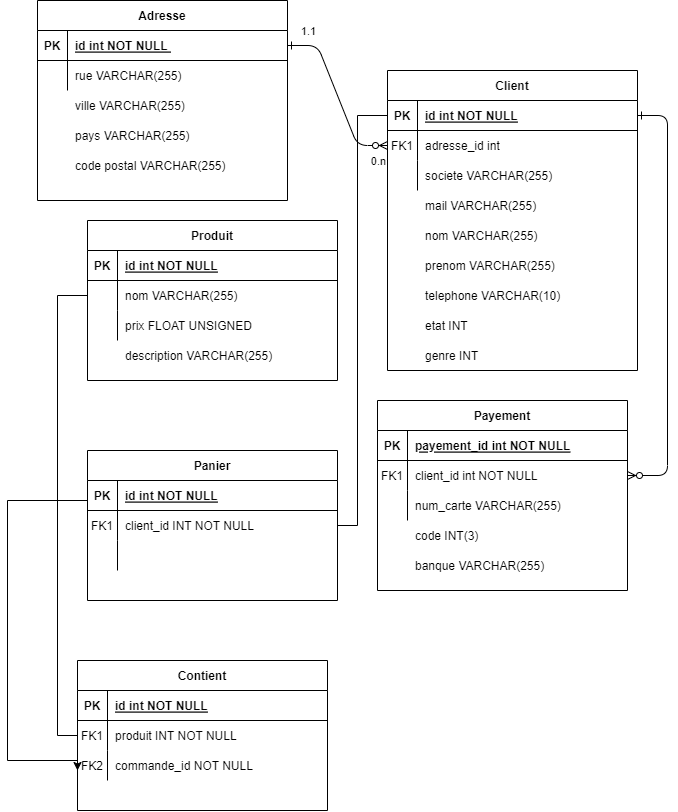 Adresse
PK id int NOT NULL
rue VARCHAR(255)
ville VARCHAR(255)
pays VARCHAR(255)
code postal VARCHAR(255)
1.1
0.n
Client
PK id int NOT NULL
FK1 adresse_id int
societe VARCHAR(255)
mail VARCHAR(255)
nom VARCHAR(255)
prenom VARCHAR(255)
telephone VARCHAR(10)
etat INT
genre INT
Produit
PK id int NOT NULL
nom VARCHAR(255)
prix FLOAT UNSIGNED
description VARCHAR(255)
Payement
PK payement_id int NOT NULL
FK1 client_id int NOT NULL
num_carte VARCHAR(255)
code INT(3)
banque VARCHAR(255)
Panier
PK id int NOT NULL
FK1 client_id INT NOT NULL
Contient
PK id int NOT NULL
FK1 produit INT NOT NULL
FK2 commande_id NOT NULL